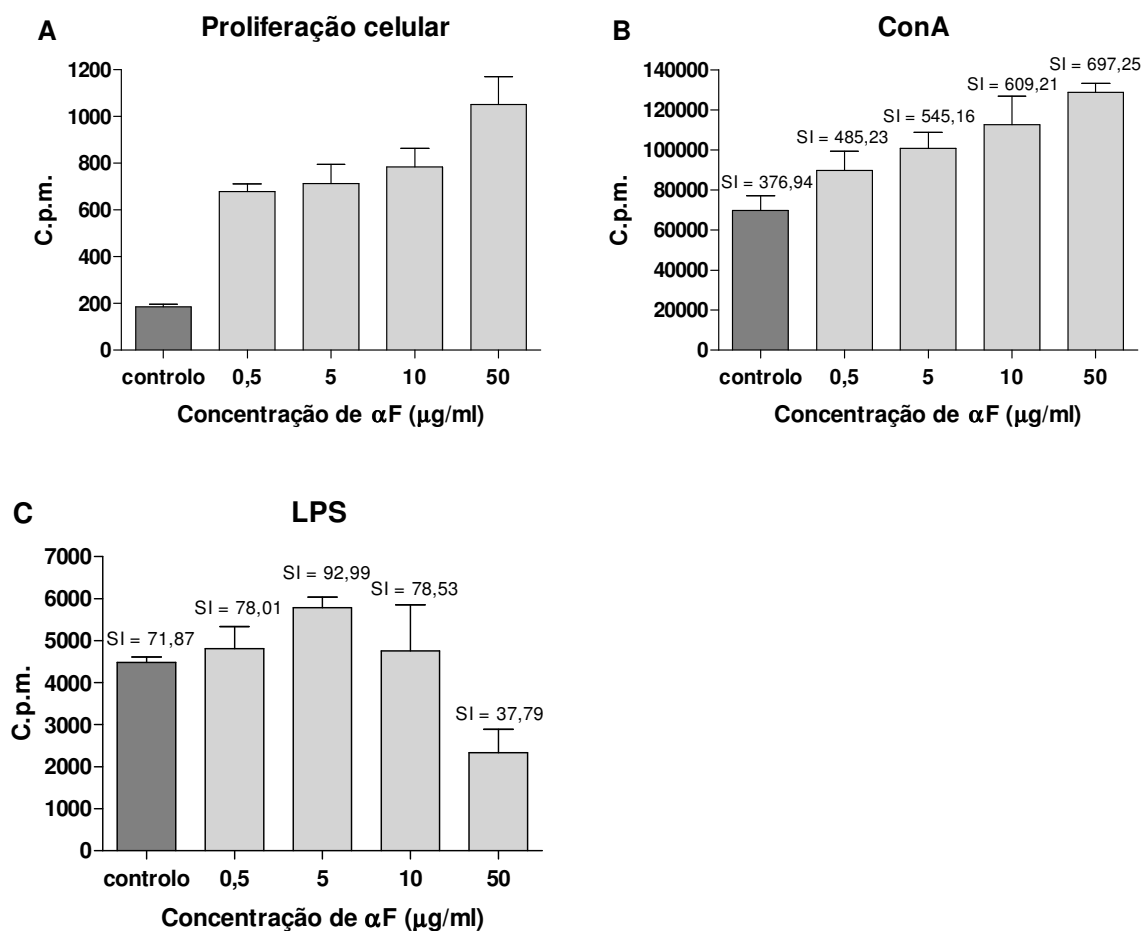 A
Proliferação celular
1200
1000
800
600
400
200
0
C.p.m.
controlo 0,5 5 10 50
Concentração de αF (μg/ml)
B
ConA
140000
120000
100000
80000
60000
40000
20000
0
C.p.m.
SI = 376,94
SI = 485,23
SI = 545,16
SI = 609,21
SI = 697,25
controlo 0,5 5 10 50
Concentração de αF (μg/ml)
C
LPS
7000
6000
5000
4000
3000
2000
1000
0
C.p.m.
SI = 71,87
SI = 78,01
SI = 92,99
SI = 78,53
SI = 37,79
controlo 0,5 5 10 50
Concentração de αF (μg/ml)